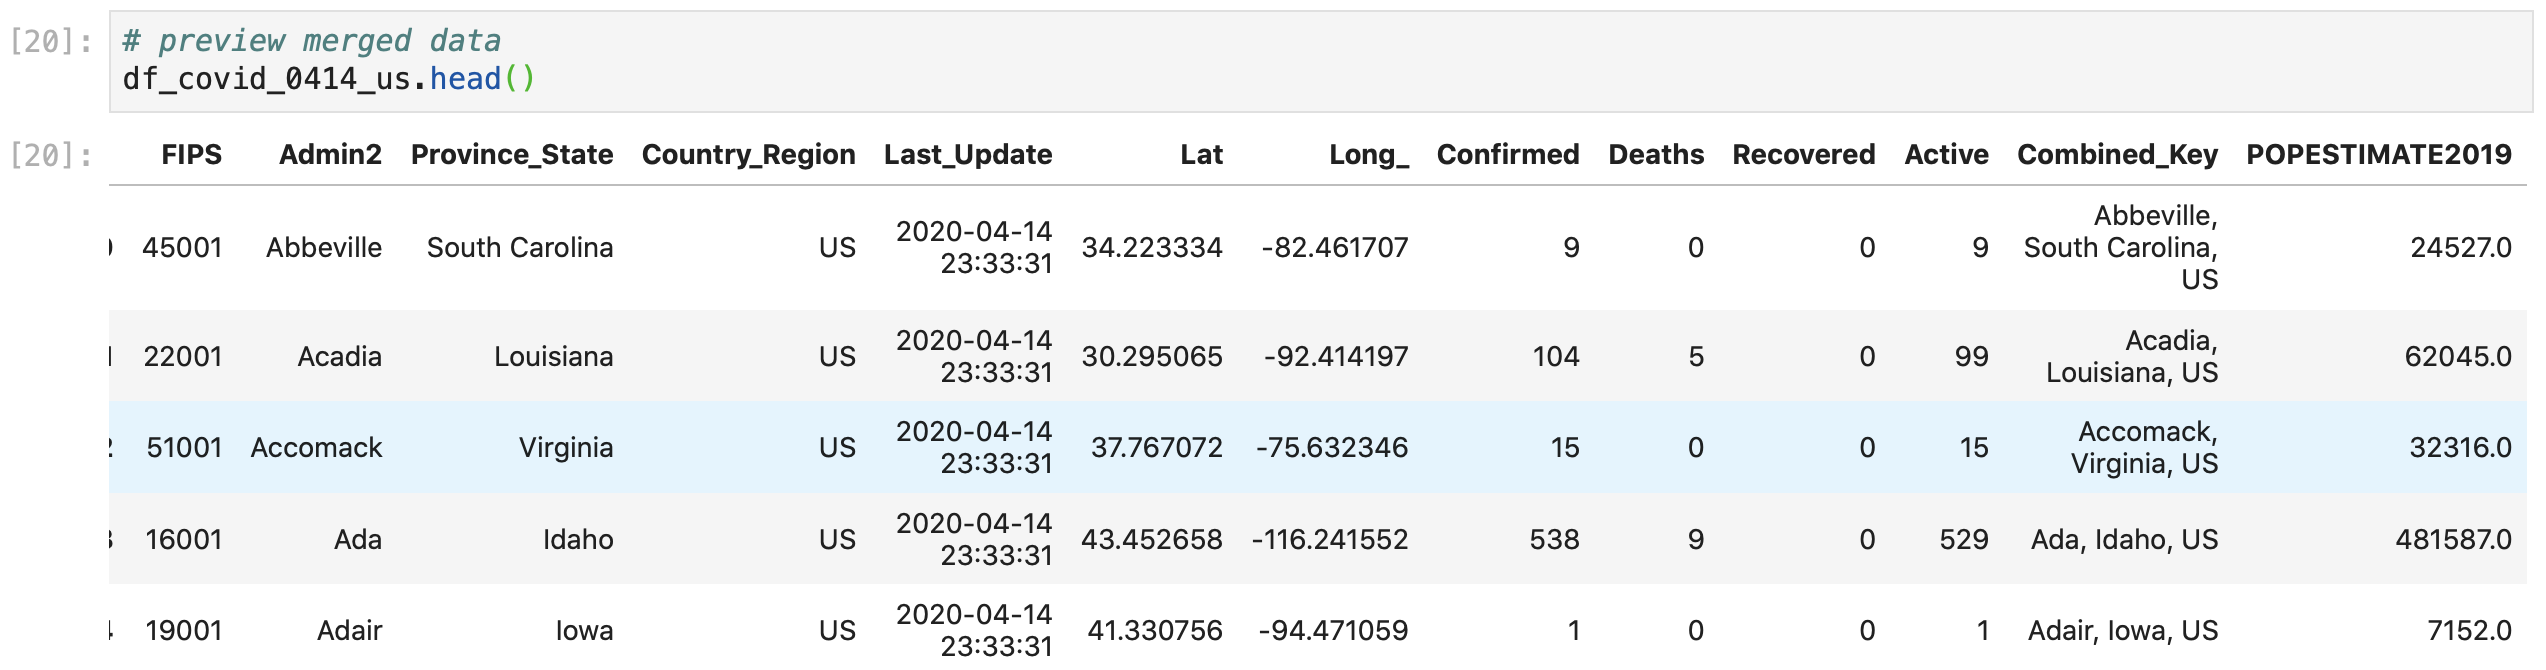 [20]: # preview merged data
df_covid_0414_us.head()
[20]: FIPS Admin2 Province_State Country_Region Last_Update Lat Long_ Confirmed Deaths Recovered Active Combined_Key POPESTIMATE2019
45001 Abbeville South Carolina US 2020-04-14 23:33:31 34.223334 -82.461707 9 0 0 9 Abbeville, South Carolina, US 24527.0
22001 Acadia Louisiana US 2020-04-14 23:33:31 30.295065 -92.414197 104 5 0 99 Acadia, Louisiana, US 62045.0
51001 Accomack Virginia US 2020-04-14 23:33:31 37.767072 -75.632346 15 0 0 15 Accomack, Virginia, US 32316.0
16001 Ada Idaho US 2020-04-14 23:33:31 43.452658 -116.241552 538 9 0 529 Ada, Idaho, US 481587.0
19001 Adair Iowa US 2020-04-14 23:33:31 41.330756 -94.471059 1 0 0 1 Adair, Iowa, US 7152.0